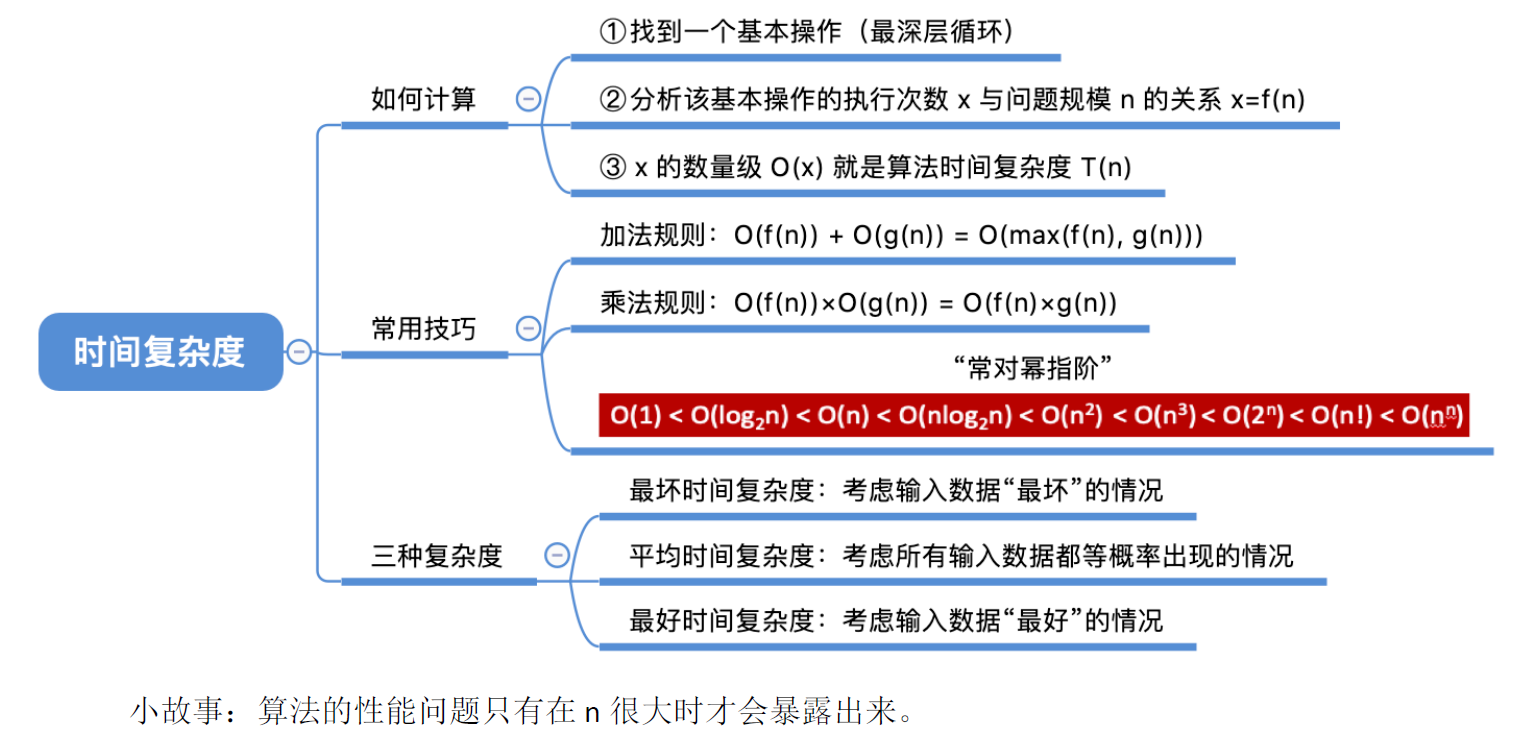 时间复杂度
如何计算
①找到一个基本操作（最深层循环）
②分析该基本操作的执行次数 x 与问题规模 n 的关系 x=f(n)
③ x 的数量级 O(x) 就是算法时间复杂度 T(n)
常用技巧
加法规则：O(f(n)) + O(g(n)) = O(max(f(n), g(n)))
乘法规则：O(f(n))×O(g(n)) = O(f(n)×g(n))
“常对幂指阶”
O(1) < O(log₂n) < O(n) < O(nlog₂n) < O(n²) < O(n³) < O(2ⁿ) < O(n!) < O(nⁿ)
三种复杂度
最坏时间复杂度：考虑输入数据“最坏”的情况
平均时间复杂度：考虑所有输入数据都等概率出现的情况
最好时间复杂度：考虑输入数据“最好”的情况
小故事：算法的性能问题只有在 n 很大时才会暴露出来。